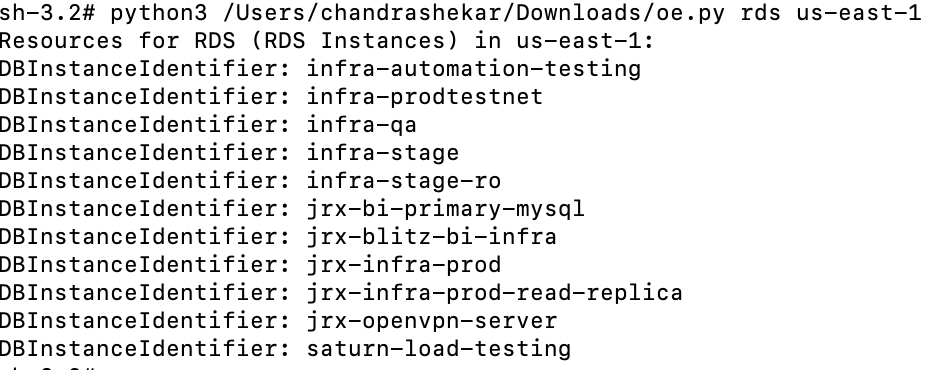 sh-3.2# python3 /Users/chandrashekar/Downloads/oe.py rds us-east-1
Resources for RDS (RDS Instances) in us-east-1:
DBInstanceIdentifier: infra-automation-testing
DBInstanceIdentifier: infra-prodtestnet
DBInstanceIdentifier: infra-qa
DBInstanceIdentifier: infra-stage
DBInstanceIdentifier: infra-stage-ro
DBInstanceIdentifier: jrx-bi-primary-mysql
DBInstanceIdentifier: jrx-blitz-bi-infra
DBInstanceIdentifier: jrx-infra-prod
DBInstanceIdentifier: jrx-infra-prod-read-replica
DBInstanceIdentifier: jrx-openvpn-server
DBInstanceIdentifier: saturn-load-testing